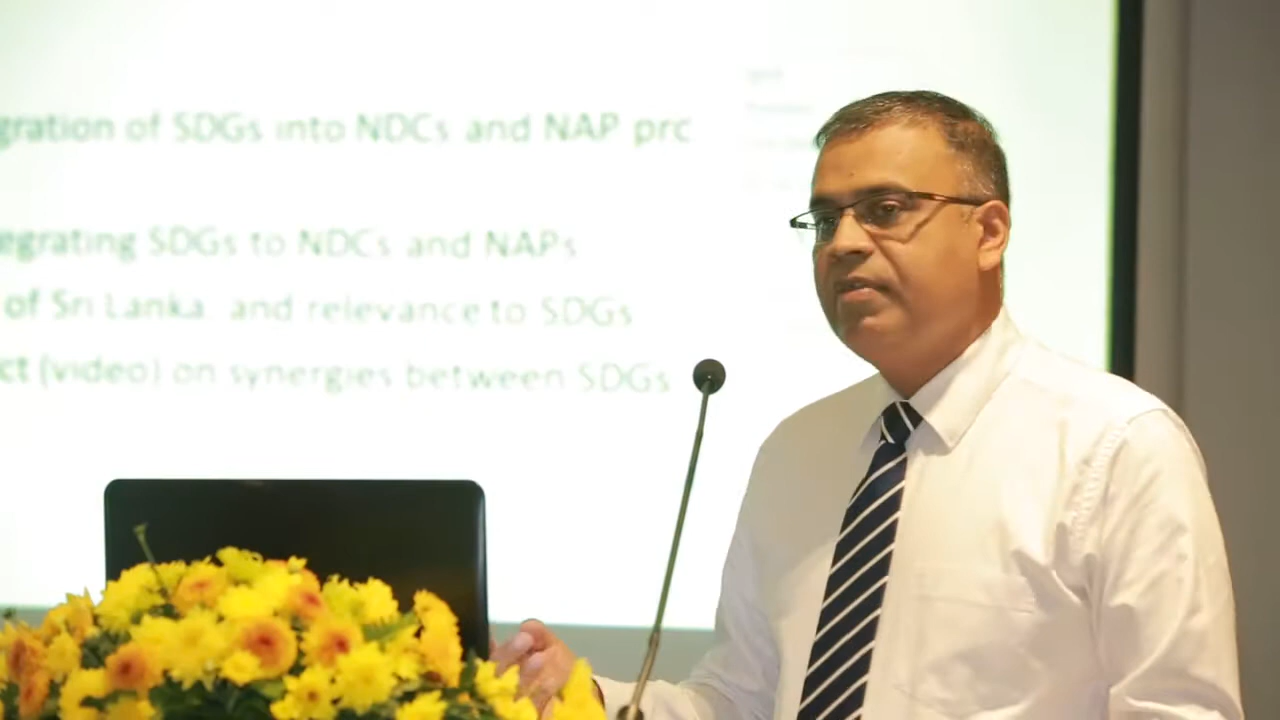 gration of SDGs into NDCs and NAP prc
egrating SDGs to NDCs and NAPs
of Sri Lanka and relevance to SDGs
ct (video) on synergies between SDGs